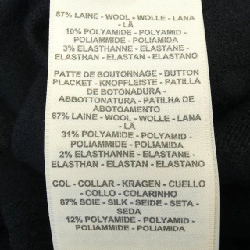 87% LAINE - WOOL - WOLLE - LANA
- LÃ
10% POLYAMIDE - POLYAMID -
POLIAMMIDE - POLIAMIDA
3% ELASTHANNE - ELASTANE -
ELASTHAN - ELASTAN - ELASTANO
PATTE DE BOUTONNAGE - BUTTON
PLACKET - KNOPFLEISTE - PATILLA
DE BOTONADURA -
ABBOTONATURA - PATILHA DE
ABOTOAMENTO
67% LAINE - WOOL - WOLLE - LANA
- LÃ
31% POLYAMIDE - POLYAMID -
POLIAMMIDE - POLIAMIDA
2% ELASTHANNE - ELASTANE -
ELASTHAN - ELASTAN - ELASTANO
COL - COLLAR - KRAGEN - CUELLO
- COLLO - COLARINHO
87% SOIE - SILK - SEIDE - SETA -
SEDA
12% POLYAMIDE - POLYAMID -
POLIAMMIDE - POLIAMIDA